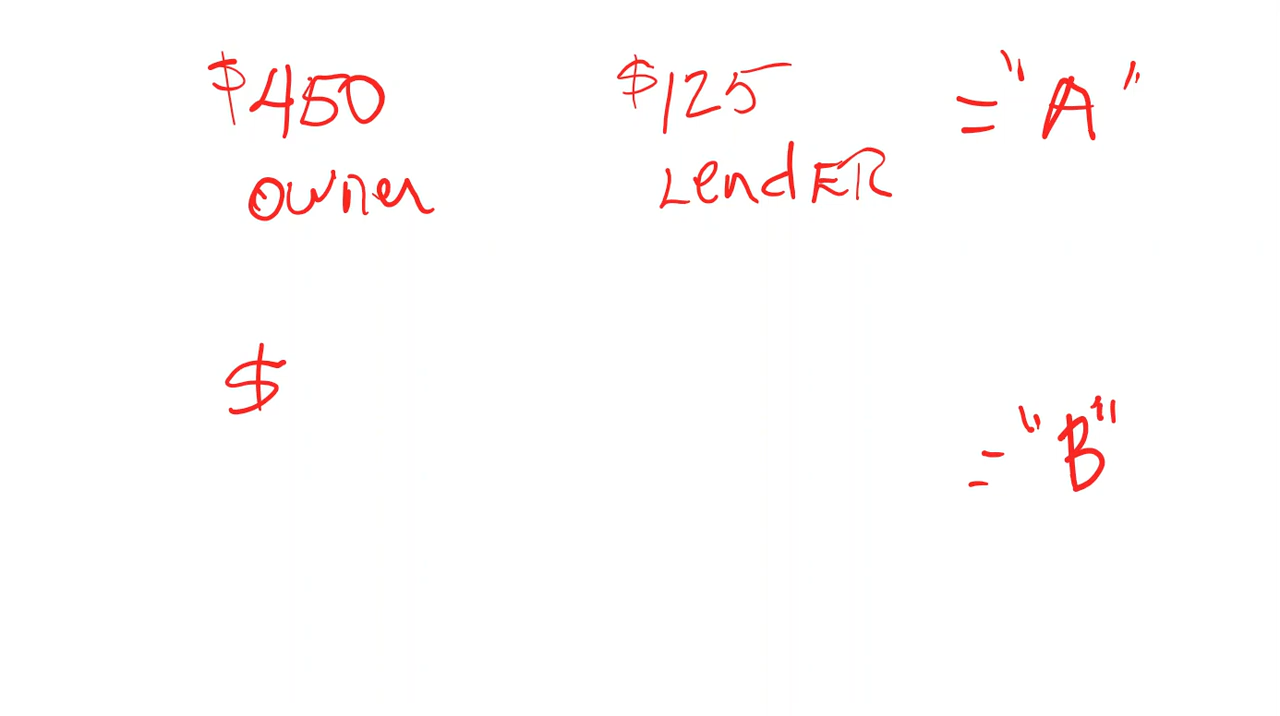 $450 $125 = "A"
owner LendER
$
= "B"